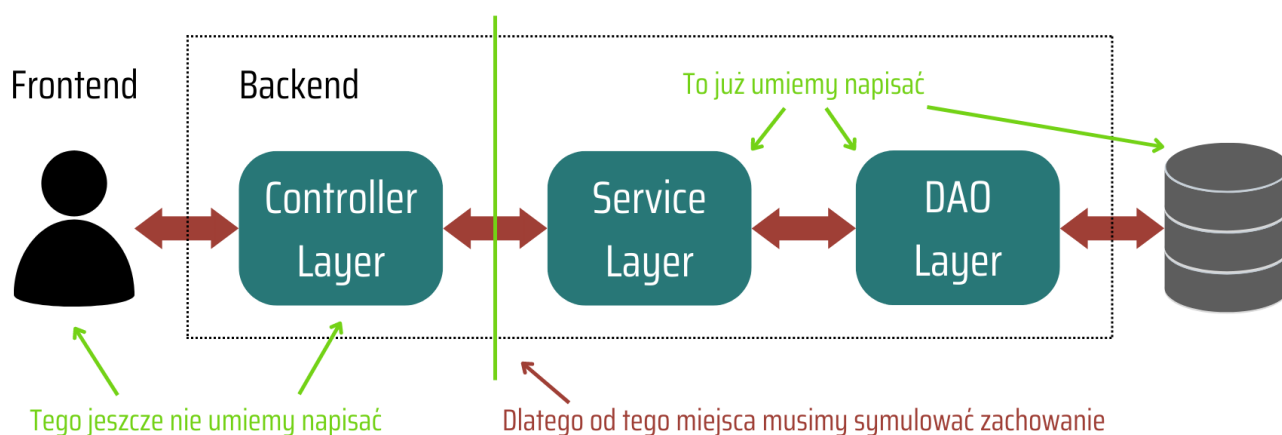 Frontend
Backend
To już umiemy napisać
Controller
Layer
Service
Layer
DAO
Layer
Tego jeszcze nie umiemy napisać
Dlatego od tego miejsca musimy symulować zachowanie